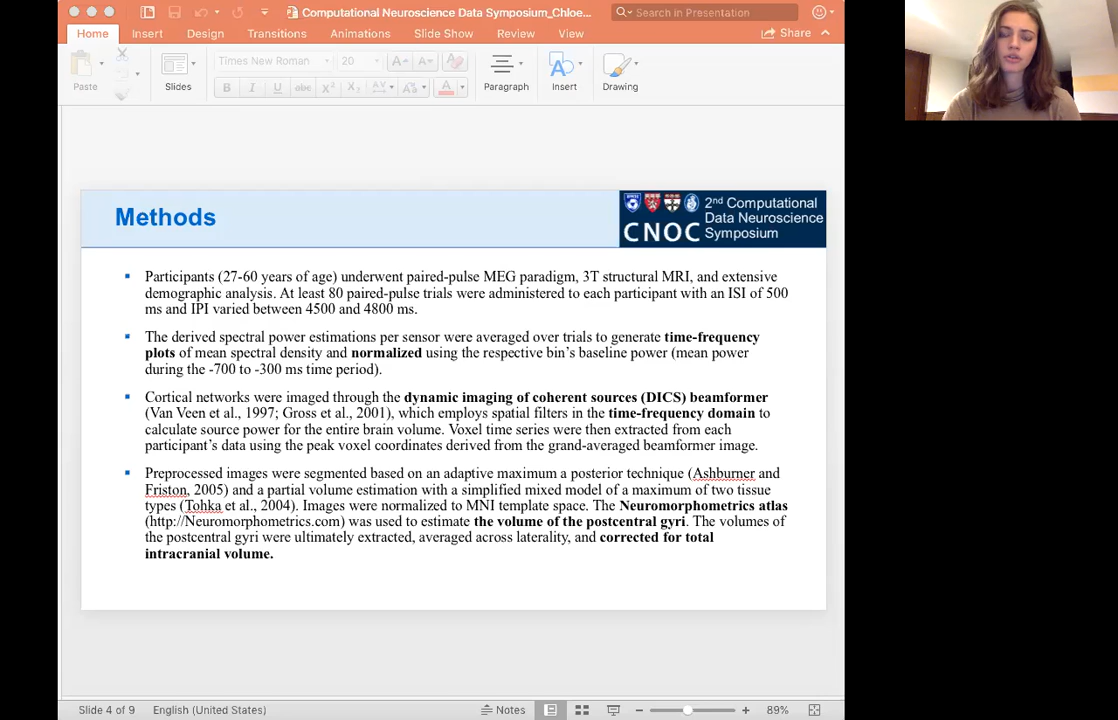 Computational Neuroscience Data Symposium_Chloe...
Search in Presentation
Home Insert Design Transitions Animations Slide Show Review View Share
Times New Roman 20 A A
Paste Slides B I U abc X² X₂ AV Aa A Paragraph Insert Drawing
Methods
2nd Computational
Data Neuroscience
Symposium
CNOC
Participants (27-60 years of age) underwent paired-pulse MEG paradigm, 3T structural MRI, and extensive
demographic analysis. At least 80 paired-pulse trials were administered to each participant with an ISI of 500
ms and IPI varied between 4500 and 4800 ms.
The derived spectral power estimations per sensor were averaged over trials to generate time-frequency
plots of mean spectral density and normalized using the respective bin's baseline power (mean power
during the -700 to -300 ms time period).
Cortical networks were imaged through the dynamic imaging of coherent sources (DICS) beamformer
(Van Veen et al., 1997; Gross et al., 2001), which employs spatial filters in the time-frequency domain to
calculate source power for the entire brain volume. Voxel time series were then extracted from each
participant's data using the peak voxel coordinates derived from the grand-averaged beamformer image.
Preprocessed images were segmented based on an adaptive maximum a posterior technique (Ashburner and
Friston, 2005) and a partial volume estimation with a simplified mixed model of a maximum of two tissue
types (Tohka et al., 2004). Images were normalized to MNI template space. The Neuromorphometrics atlas
(http://Neuromorphometrics.com) was used to estimate the volume of the postcentral gyri. The volumes of
the postcentral gyri were ultimately extracted, averaged across laterality, and corrected for total
intracranial volume.
Slide 4 of 9 English (United States) Notes 89%